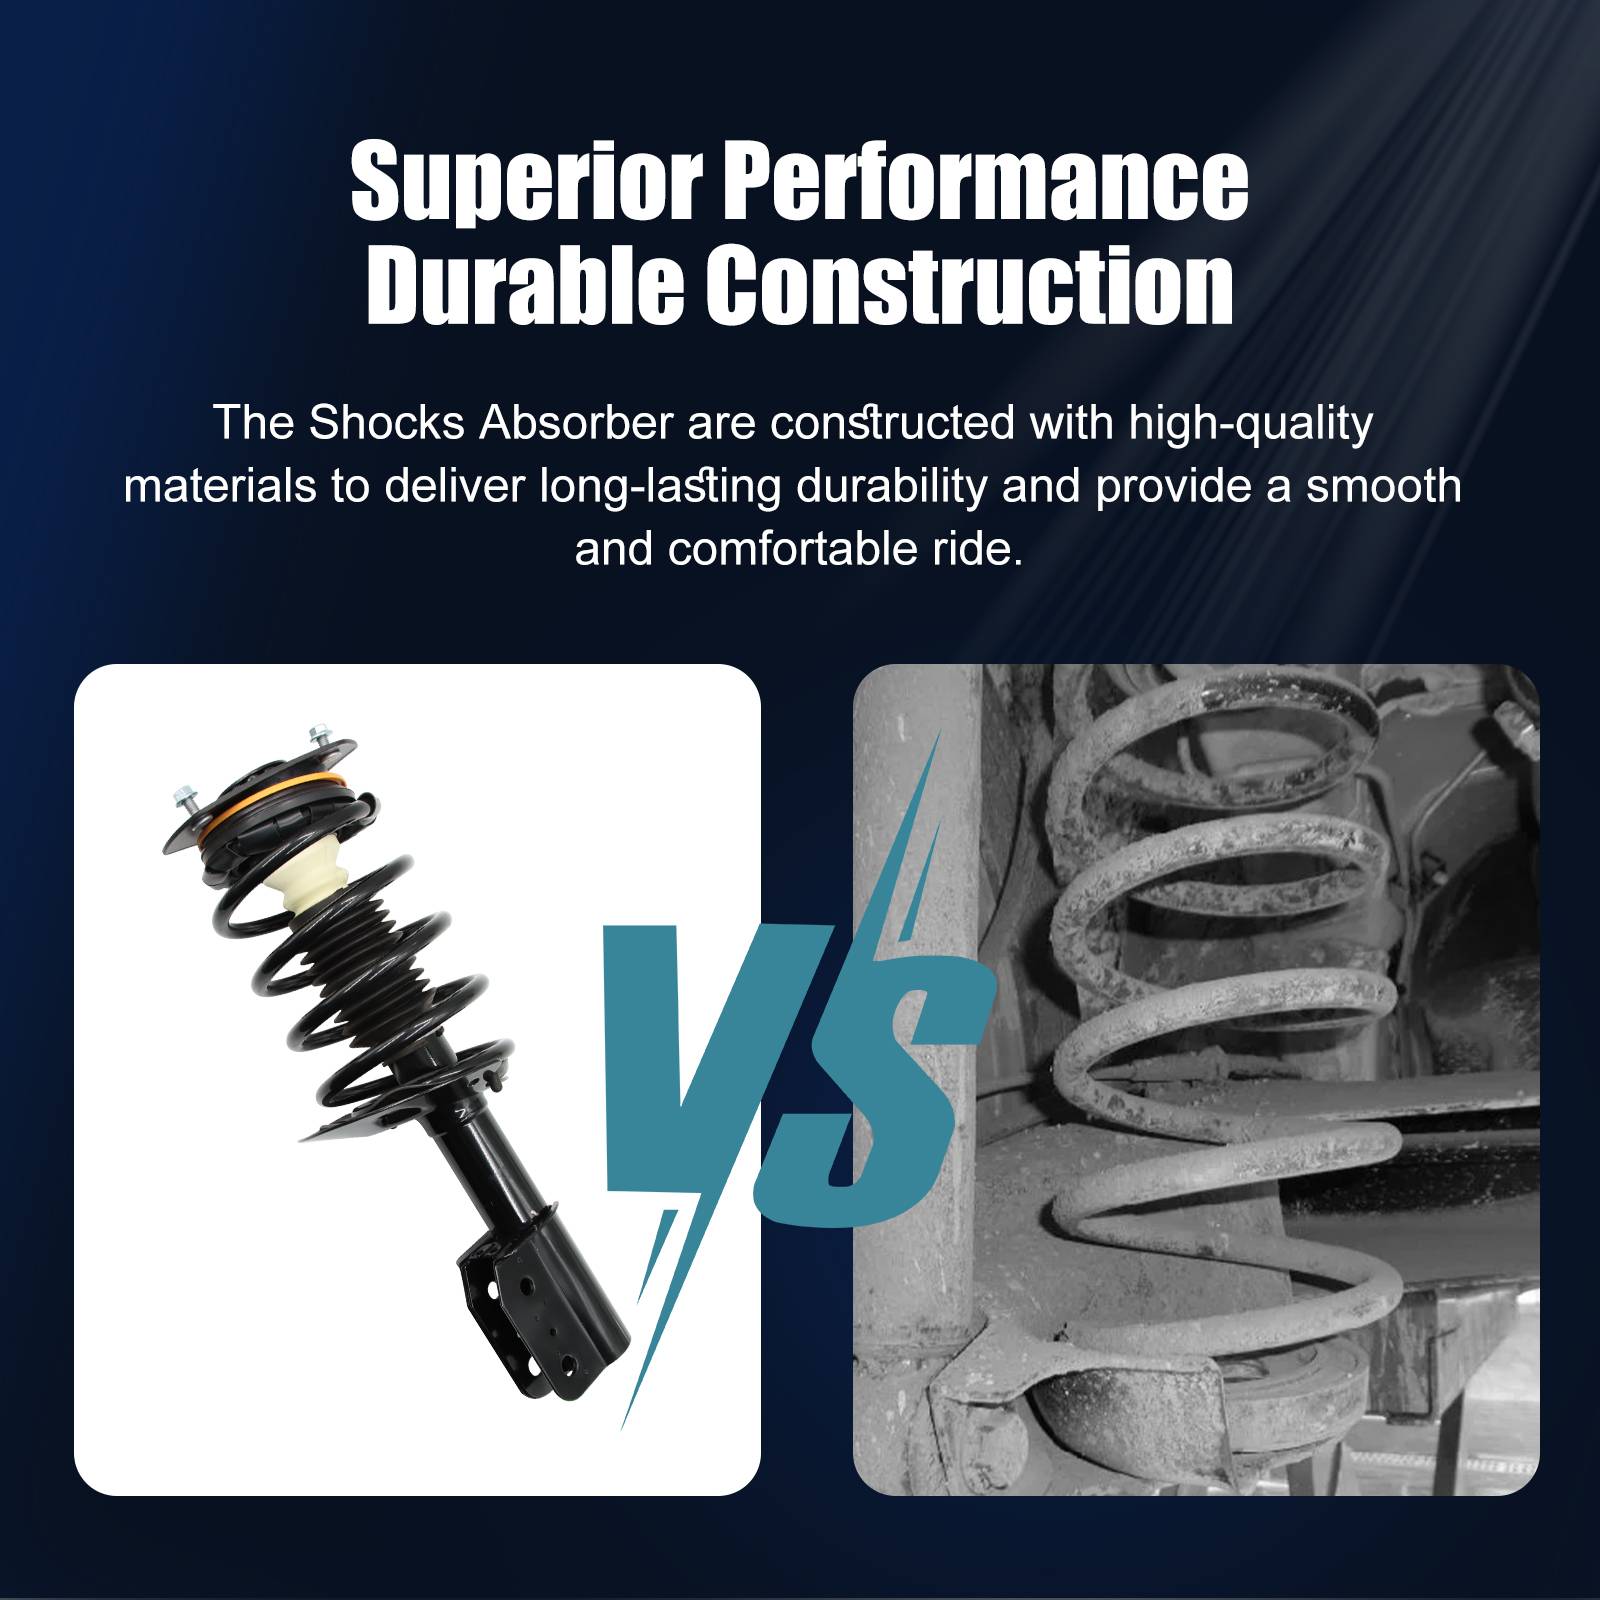 Superior Performance
Durable Construction
The Shocks Absorber are constructed with high-quality
materials to deliver long-lasting durability and provide a smooth
and comfortable ride.
VS